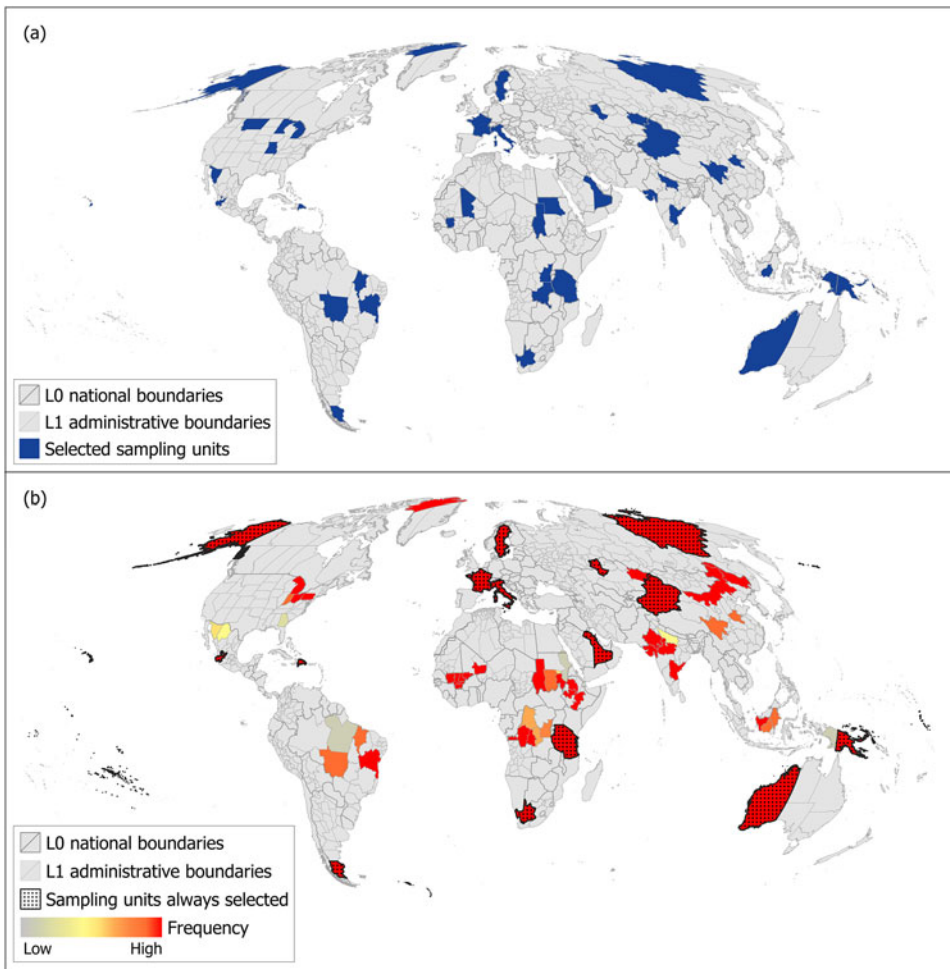 (a)
L0 national boundaries
L1 administrative boundaries
Selected sampling units
(b)
L0 national boundaries
L1 administrative boundaries
Sampling units always selected
Frequency
Low High